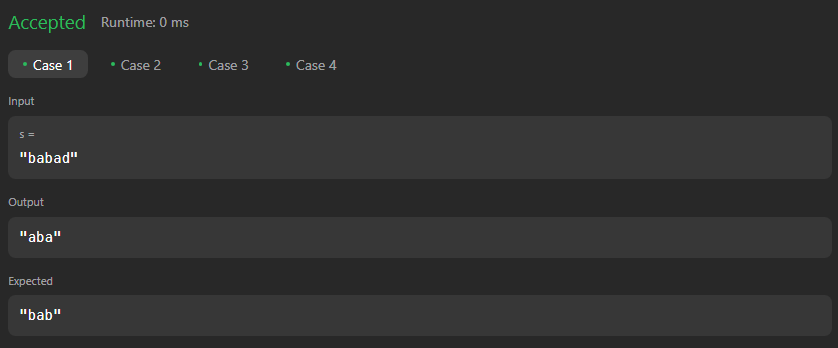 Accepted Runtime: 0 ms
• Case 1 • Case 2 • Case 3 • Case 4
Input
s =
"babad"
Output
"aba"
Expected
"bab"